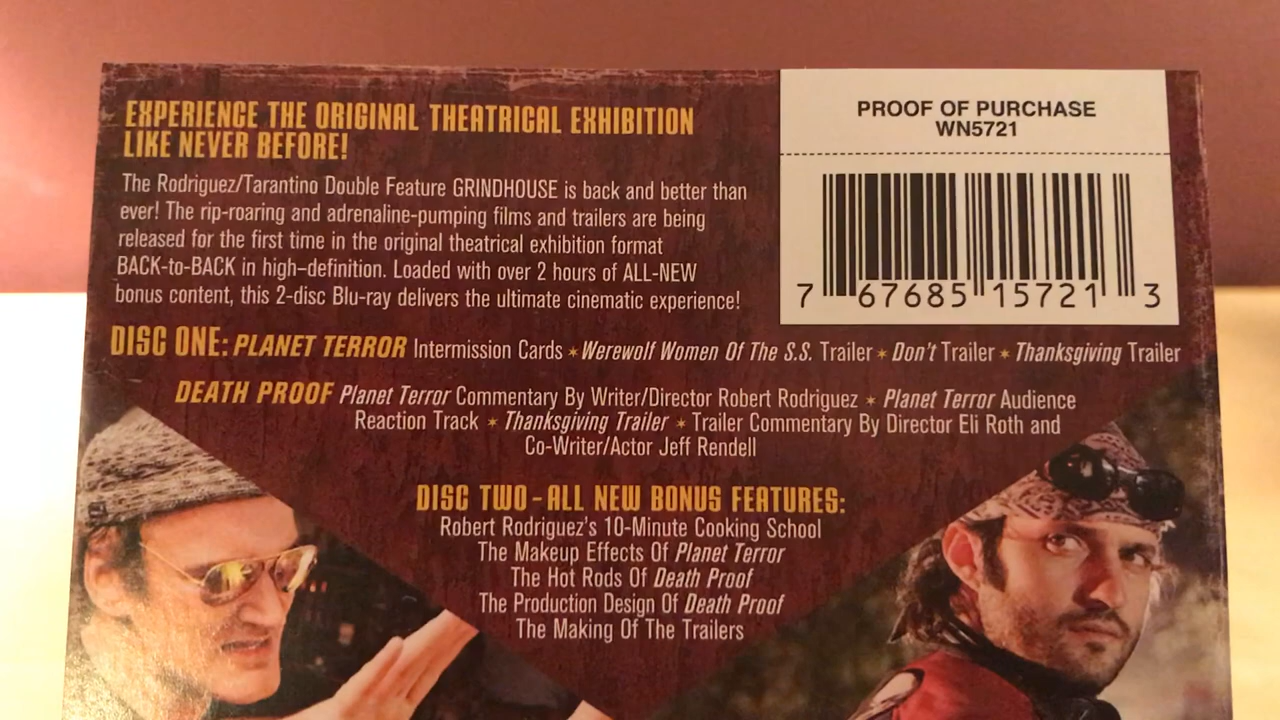 EXPERIENCE THE ORIGINAL THEATRICAL EXHIBITION
LIKE NEVER BEFORE!
The Rodriguez/Tarantino Double Feature GRINDHOUSE is back and better than
ever! The rip-roaring and adrenaline-pumping films and trailers are being
released for the first time in the original theatrical exhibition format
BACK-to-BACK in high-definition. Loaded with over 2 hours of ALL-NEW
bonus content, this 2-disc Blu-ray delivers the ultimate cinematic experience!
PROOF OF PURCHASE
WN5721
7 67685 15721 3
DISC ONE: PLANET TERROR Intermission Cards ✶ Werewolf Women Of The S.S. Trailer ✶ Don't Trailer ✶ Thanksgiving Trailer
DEATH PROOF Planet Terror Commentary By Writer/Director Robert Rodriguez ✶ Planet Terror Audience
Reaction Track ✶ Thanksgiving Trailer ✶ Trailer Commentary By Director Eli Roth and
Co-Writer/Actor Jeff Rendell
DISC TWO - ALL NEW BONUS FEATURES:
Robert Rodriguez's 10-Minute Cooking School
The Makeup Effects Of Planet Terror
The Hot Rods Of Death Proof
The Production Design Of Death Proof
The Making Of The Trailers